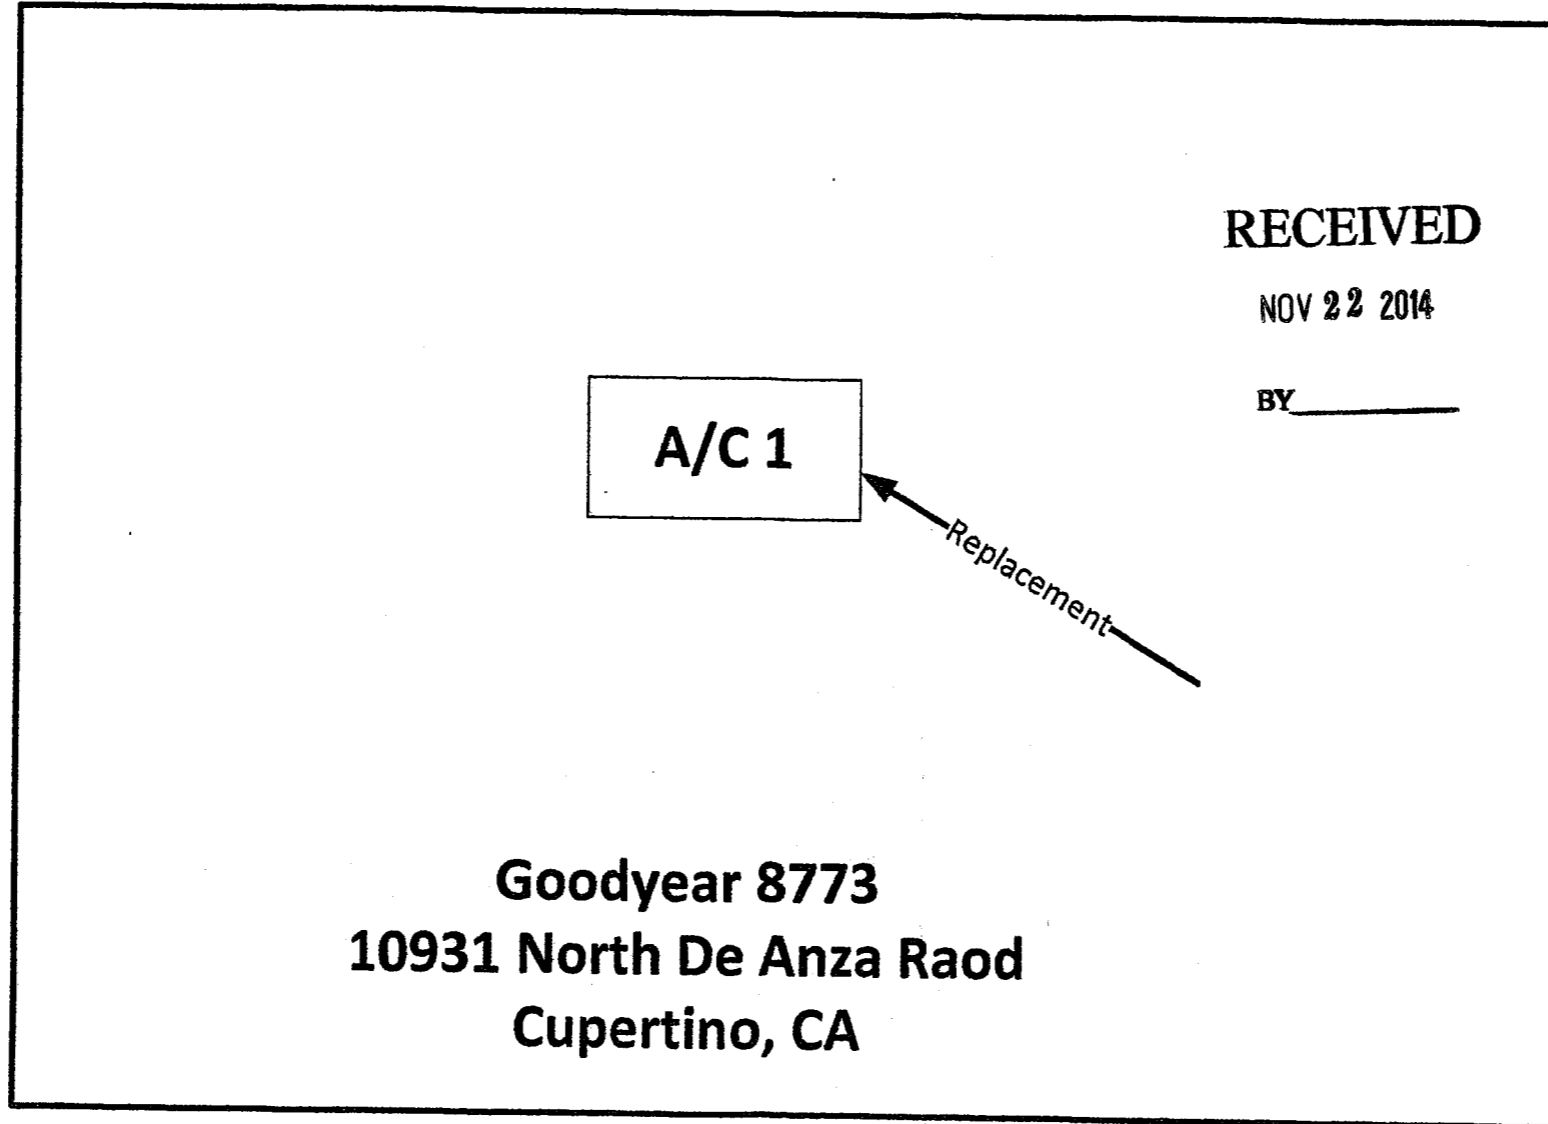 RECEIVED
NOV 22 2014
BY
A/C 1
Replacement
Goodyear 8773
10931 North De Anza Raod
Cupertino, CA